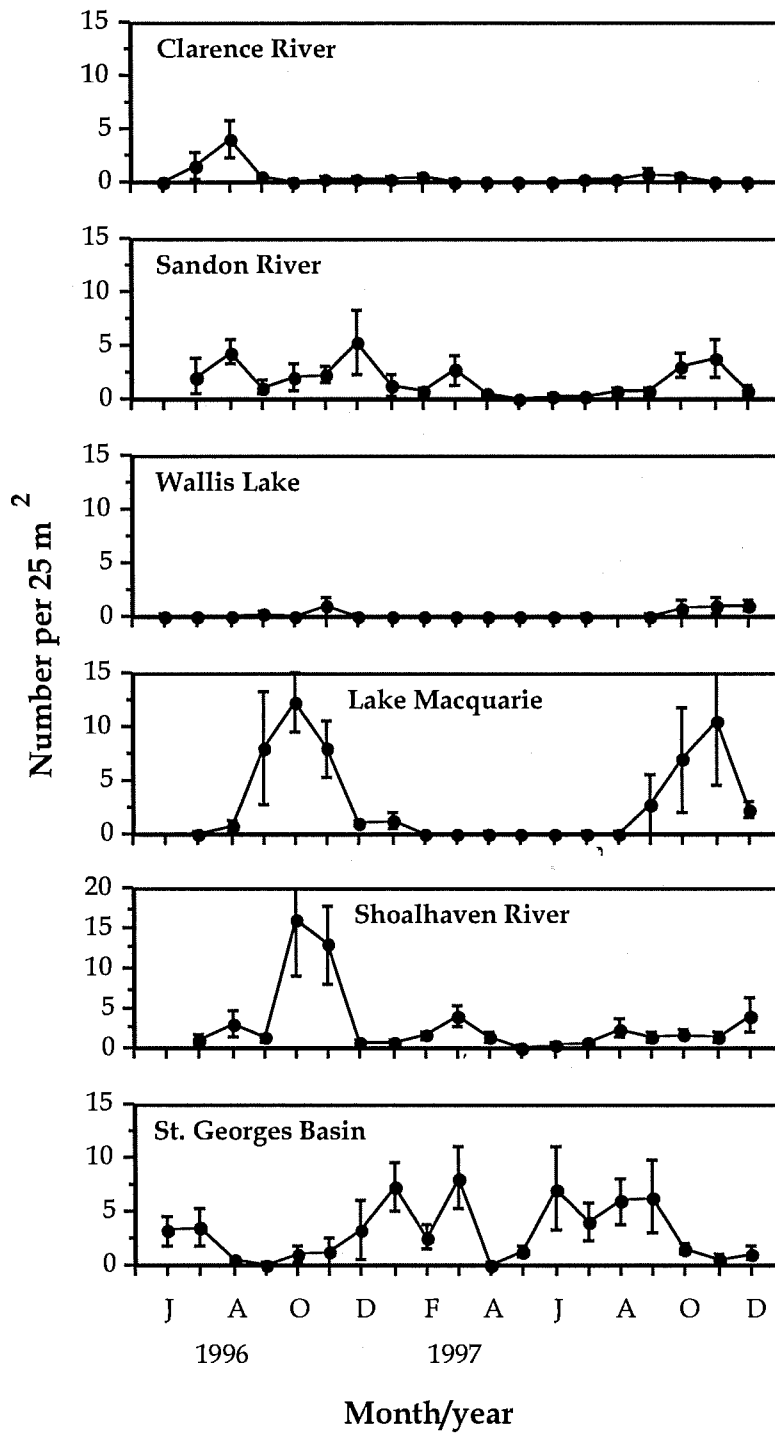 15
Clarence River
10
5
0
15
Sandon River
10
5
0
15
Wallis Lake
10
5
0
15
Lake Macquarie
10
5
0
20
Shoalhaven River
15
10
5
0
15
St. Georges Basin
10
5
0
Number per 25 m 2
J A O D F A J A O D
1996 1997
Month/year